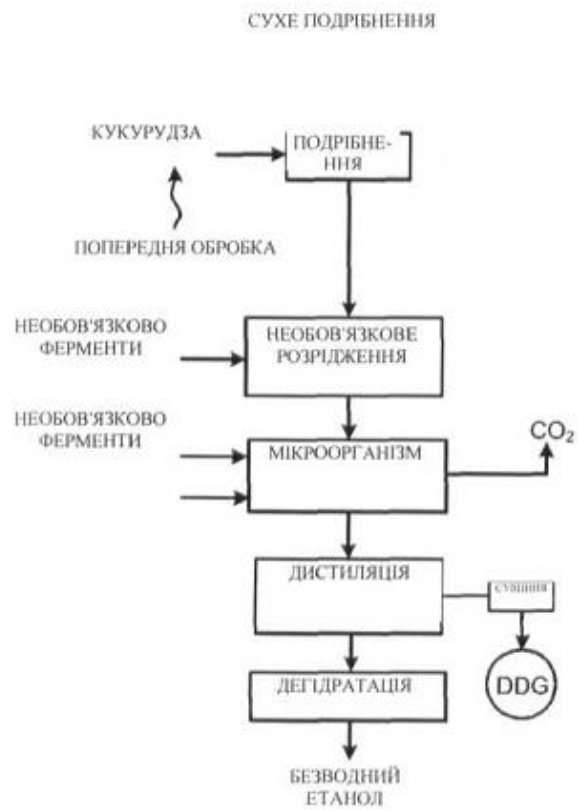 СУХЕ ПОДРІБНЕННЯ
КУКУРУДЗА
ПОДРІБНЕ-
ННЯ
ПОПЕРЕДНЯ ОБРОБКА
НЕОБОВ'ЯЗКОВО
ФЕРМЕНТИ
НЕОБОВ'ЯЗКОВЕ
РОЗРІДЖЕННЯ
НЕОБОВ'ЯЗКОВО
ФЕРМЕНТИ
МІКРООРГАНІЗМ
CO₂
ДИСТИЛЯЦІЯ
DDG
ДЕГІДРАТАЦІЯ
БЕЗВОДНИЙ
ЕТАНОЛ